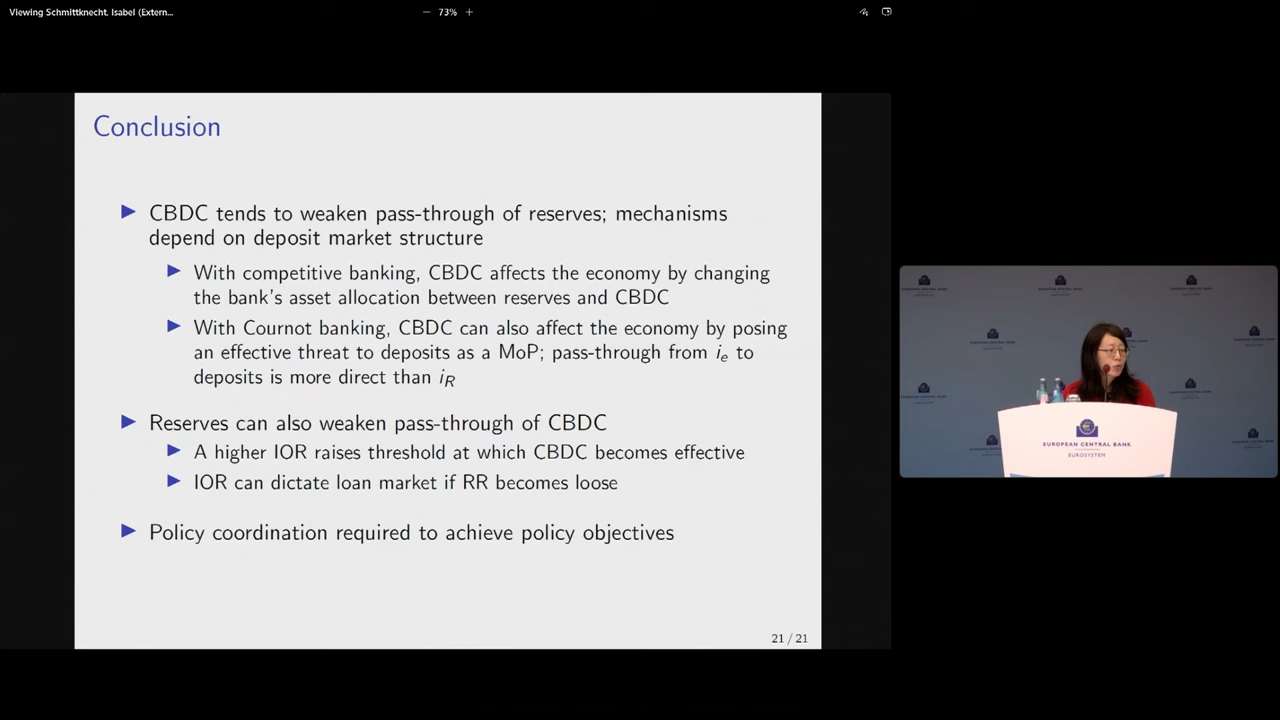 Viewing Schmittknecht, Isabel (Extern...
− 73% +
Conclusion
CBDC tends to weaken pass-through of reserves; mechanisms
depend on deposit market structure
With competitive banking, CBDC affects the economy by changing
the bank's asset allocation between reserves and CBDC
With Cournot banking, CBDC can also affect the economy by posing
an effective threat to deposits as a MoP; pass-through from i_e to
deposits is more direct than i_R
Reserves can also weaken pass-through of CBDC
A higher IOR raises threshold at which CBDC becomes effective
IOR can dictate loan market if RR becomes loose
Policy coordination required to achieve policy objectives
21 / 21
EUROPEAN CENTRAL BANK
EUROSYSTEM